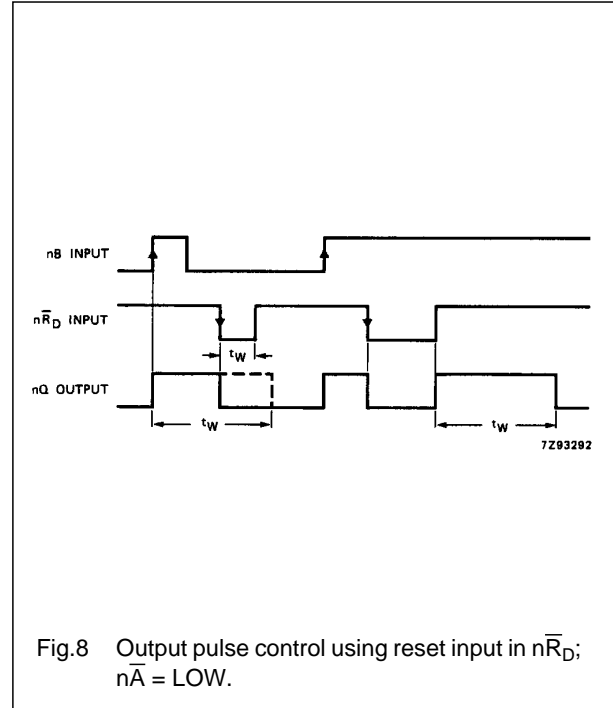 nB INPUT
nR̅D INPUT
tW
nQ OUTPUT
tW
tW
7Z93292
Fig.8 Output pulse control using reset input in nR̅D;
nA̅ = LOW.